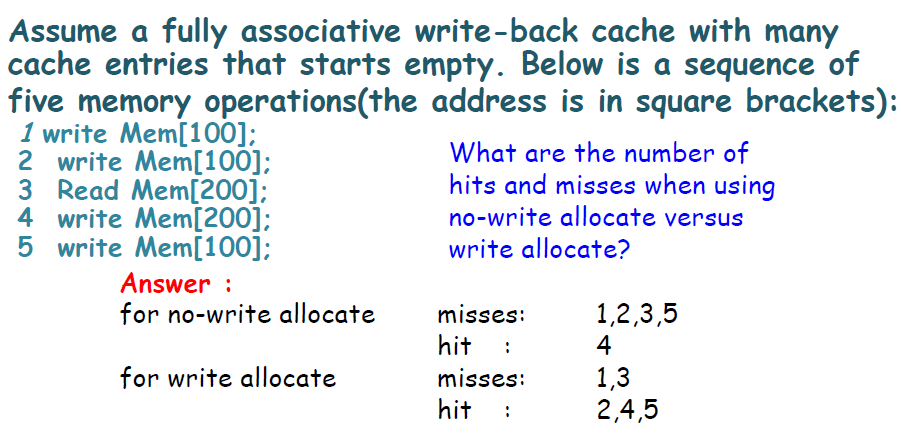 Assume a fully associative write-back cache with many
cache entries that starts empty. Below is a sequence of
five memory operations(the address is in square brackets):
1 write Mem[100];
2 write Mem[100];
3 Read Mem[200];
4 write Mem[200];
5 write Mem[100];
What are the number of
hits and misses when using
no-write allocate versus
write allocate?
Answer :
for no-write allocate misses: 1,2,3,5
hit : 4
for write allocate misses: 1,3
hit : 2,4,5